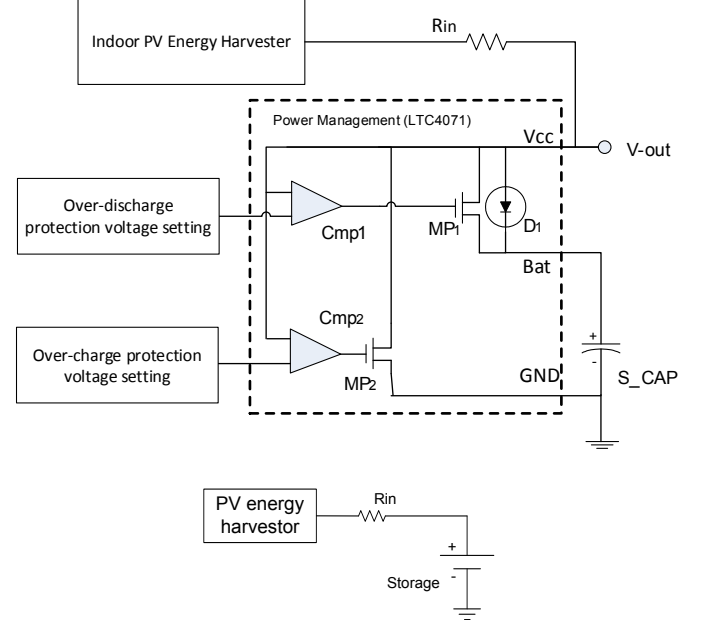 Indoor PV Energy Harvester
Rin
Power Management (LTC4071)
Vcc
V-out
Over-discharge
protection voltage setting
Cmp1
MP1
D1
Bat
Cmp2
Over-charge protection
voltage setting
MP2
GND
+
-
S_CAP
PV energy
harvestor
Rin
+
-
Storage